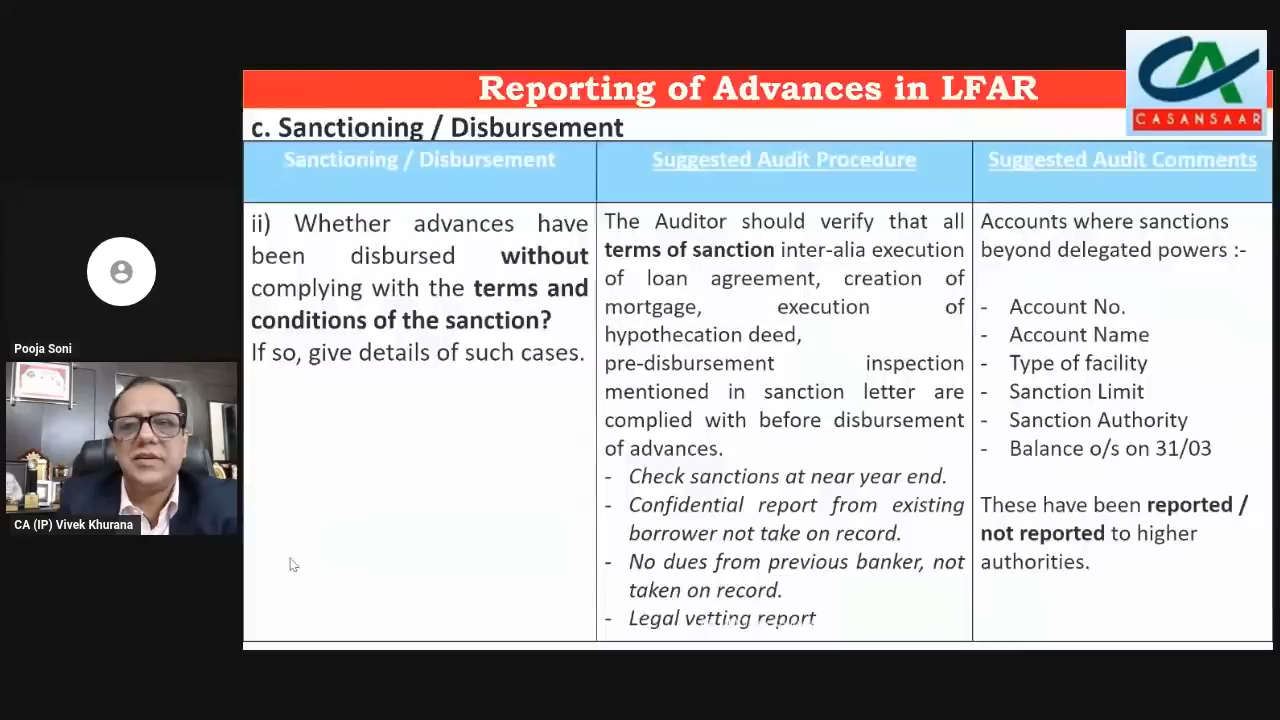 Reporting of Advances in LFAR
CASANSAAR
c. Sanctioning / Disbursement
Sanctioning / Disbursement
ii) Whether advances have
been disbursed without
complying with the terms and
conditions of the sanction?
If so, give details of such cases.
Suggested Audit Procedure
The Auditor should verify that all
terms of sanction inter-alia execution
of loan agreement, creation of
mortgage, execution of
hypothecation deed,
pre-disbursement inspection
mentioned in sanction letter are
complied with before disbursement
of advances.
- Check sanctions at near year end.
- Confidential report from existing
borrower not take on record.
- No dues from previous banker, not
taken on record.
- Legal vetting report
Suggested Audit Comments
Accounts where sanctions
beyond delegated powers :-
- Account No.
- Account Name
- Type of facility
- Sanction Limit
- Sanction Authority
- Balance o/s on 31/03
These have been reported /
not reported to higher
authorities.
Pooja Soni
CA (IP) Vivek Khurana